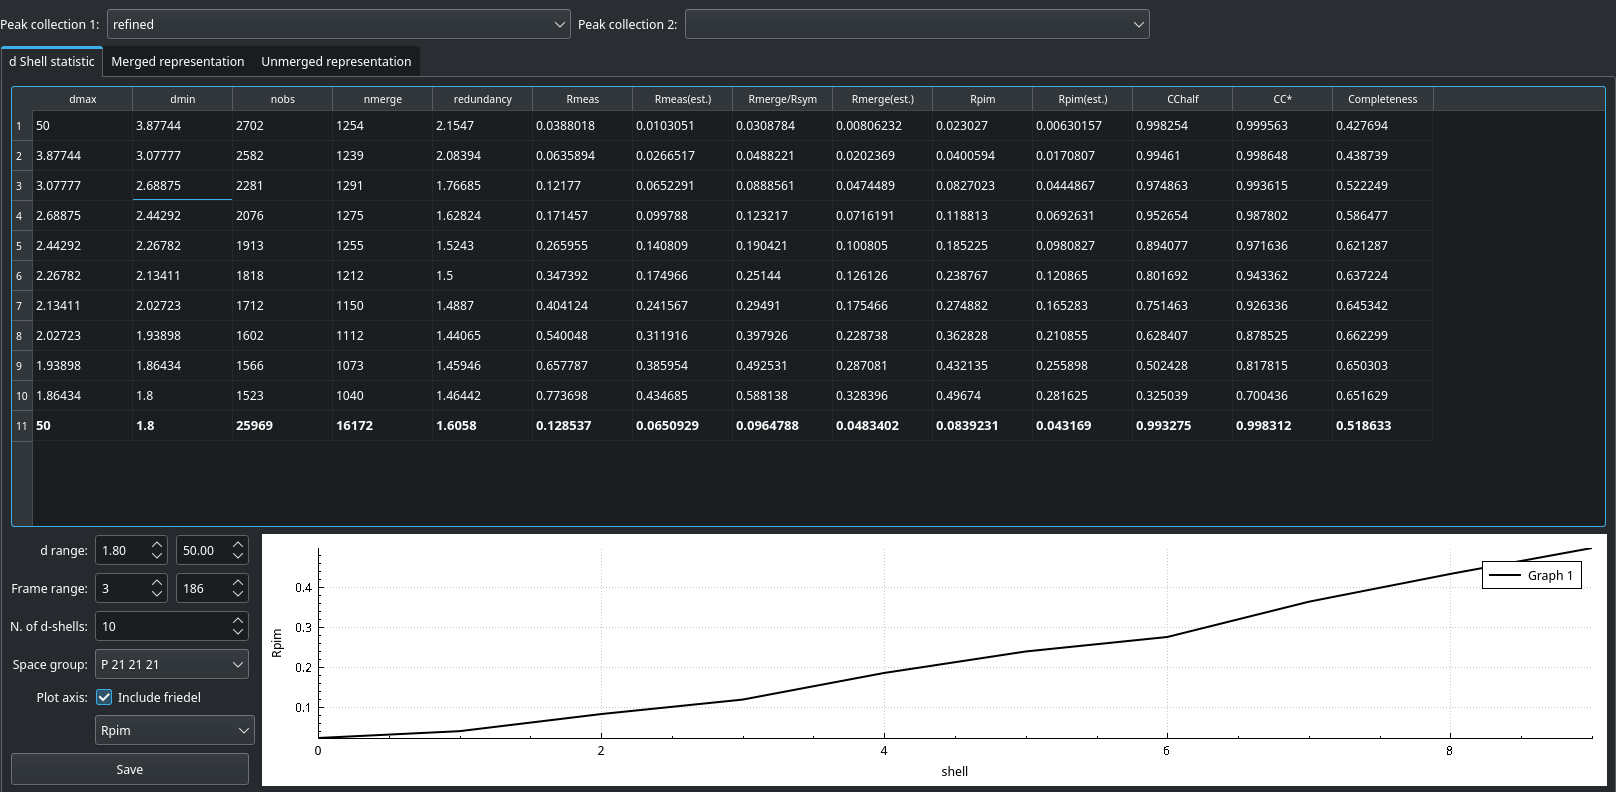 Peak collection 1: refined Peak collection 2:
d Shell statistic Merged representation Unmerged representation
dmax dmin nobs nmerge redundancy Rmeas Rmeas(est.) Rmerge/Rsym Rmerge(est.) Rpim Rpim(est.) CChalf CC* Completeness
1 50 3.87744 2702 1254 2.1547 0.0388018 0.0103051 0.0308784 0.00806232 0.023027 0.00630157 0.998254 0.999563 0.427694
2 3.87744 3.07777 2582 1239 2.08394 0.0635894 0.0266517 0.0488221 0.0202369 0.0400594 0.0170807 0.99461 0.998648 0.438739
3 3.07777 2.68875 2281 1291 1.76685 0.12177 0.0652291 0.0888561 0.0474489 0.0827023 0.0444867 0.974863 0.993615 0.522249
4 2.68875 2.44292 2076 1275 1.62824 0.171457 0.099788 0.123217 0.0716191 0.118813 0.0692631 0.952654 0.987802 0.586477
5 2.44292 2.26782 1913 1255 1.5243 0.265955 0.140809 0.190421 0.100805 0.185225 0.0980827 0.894077 0.971636 0.621287
6 2.26782 2.13411 1818 1212 1.5 0.347392 0.174966 0.25144 0.126126 0.238767 0.120865 0.801692 0.943362 0.637224
7 2.13411 2.02723 1712 1150 1.4887 0.404124 0.241567 0.29491 0.175466 0.274882 0.165283 0.751463 0.926336 0.645342
8 2.02723 1.93898 1602 1112 1.44065 0.540048 0.311916 0.397926 0.228738 0.362828 0.210855 0.628407 0.878525 0.662299
9 1.93898 1.86434 1566 1073 1.45946 0.657787 0.385954 0.492531 0.287081 0.432135 0.255898 0.502428 0.817815 0.650303
10 1.86434 1.8 1523 1040 1.46442 0.773698 0.434685 0.588138 0.328396 0.49674 0.281625 0.325039 0.700436 0.651629
11 50 1.8 25969 16172 1.6058 0.128537 0.0650929 0.0964788 0.0483402 0.0839231 0.043169 0.993275 0.998312 0.518633
d range: 1.80 50.00
Frame range: 3 186
N. of d-shells: 10
Space group: P 21 21 21
Plot axis: Include friedel
Rpim
Save
Graph 1
0.4
0.3
0.2
0.1
Rpim
0 2 4 6 8
shell